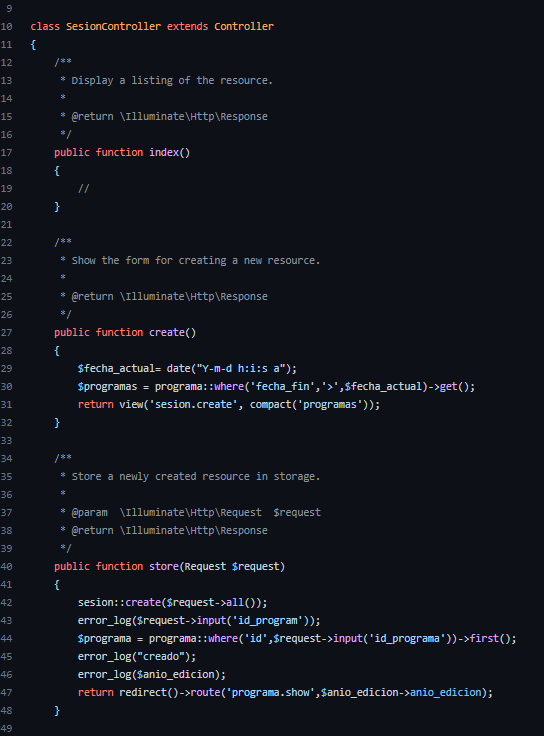 9
10 class SesionController extends Controller
11 {
12     /**
13      * Display a listing of the resource.
14      *
15      * @return \Illuminate\Http\Response
16      */
17     public function index()
18     {
19         //
20     }
21
22     /**
23      * Show the form for creating a new resource.
24      *
25      * @return \Illuminate\Http\Response
26      */
27     public function create()
28     {
29         $fecha_actual= date("Y-m-d h:i:s a");
30         $programas = programa::where('fecha_fin','>',$fecha_actual)->get();
31         return view('sesion.create', compact('programas'));
32     }
33
34     /**
35      * Store a newly created resource in storage.
36      *
37      * @param  \Illuminate\Http\Request  $request
38      * @return \Illuminate\Http\Response
39      */
40     public function store(Request $request)
41     {
42         sesion::create($request->all());
43         error_log($request->input('id_program'));
44         $programa = programa::where('id',$request->input('id_programa'))->first();
45         error_log("creado");
46         error_log($anio_edicion);
47         return redirect()->route('programa.show',$anio_edicion->anio_edicion);
48     }
49